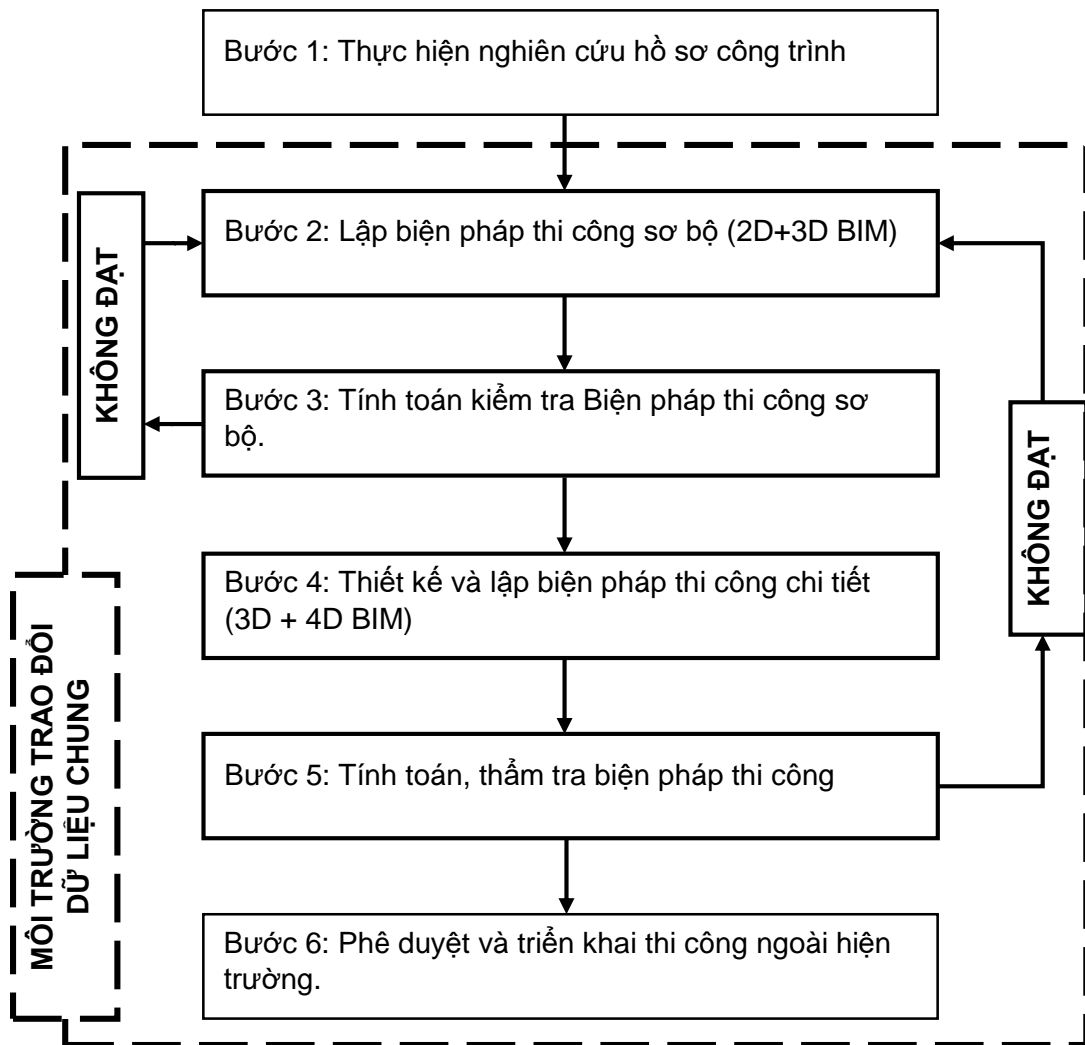 Bước 1: Thực hiện nghiên cứu hồ sơ công trình
Bước 2: Lập biện pháp thi công sơ bộ (2D+3D BIM)
KHÔNG ĐẠT
Bước 3: Tính toán kiểm tra Biện pháp thi công sơ
bộ.
KHÔNG ĐẠT
Bước 4: Thiết kế và lập biện pháp thi công chi tiết
(3D + 4D BIM)
MÔI TRƯỜNG TRAO ĐỔI
DỮ LIỆU CHUNG
Bước 5: Tính toán, thẩm tra biện pháp thi công
Bước 6: Phê duyệt và triển khai thi công ngoài hiện
trường.